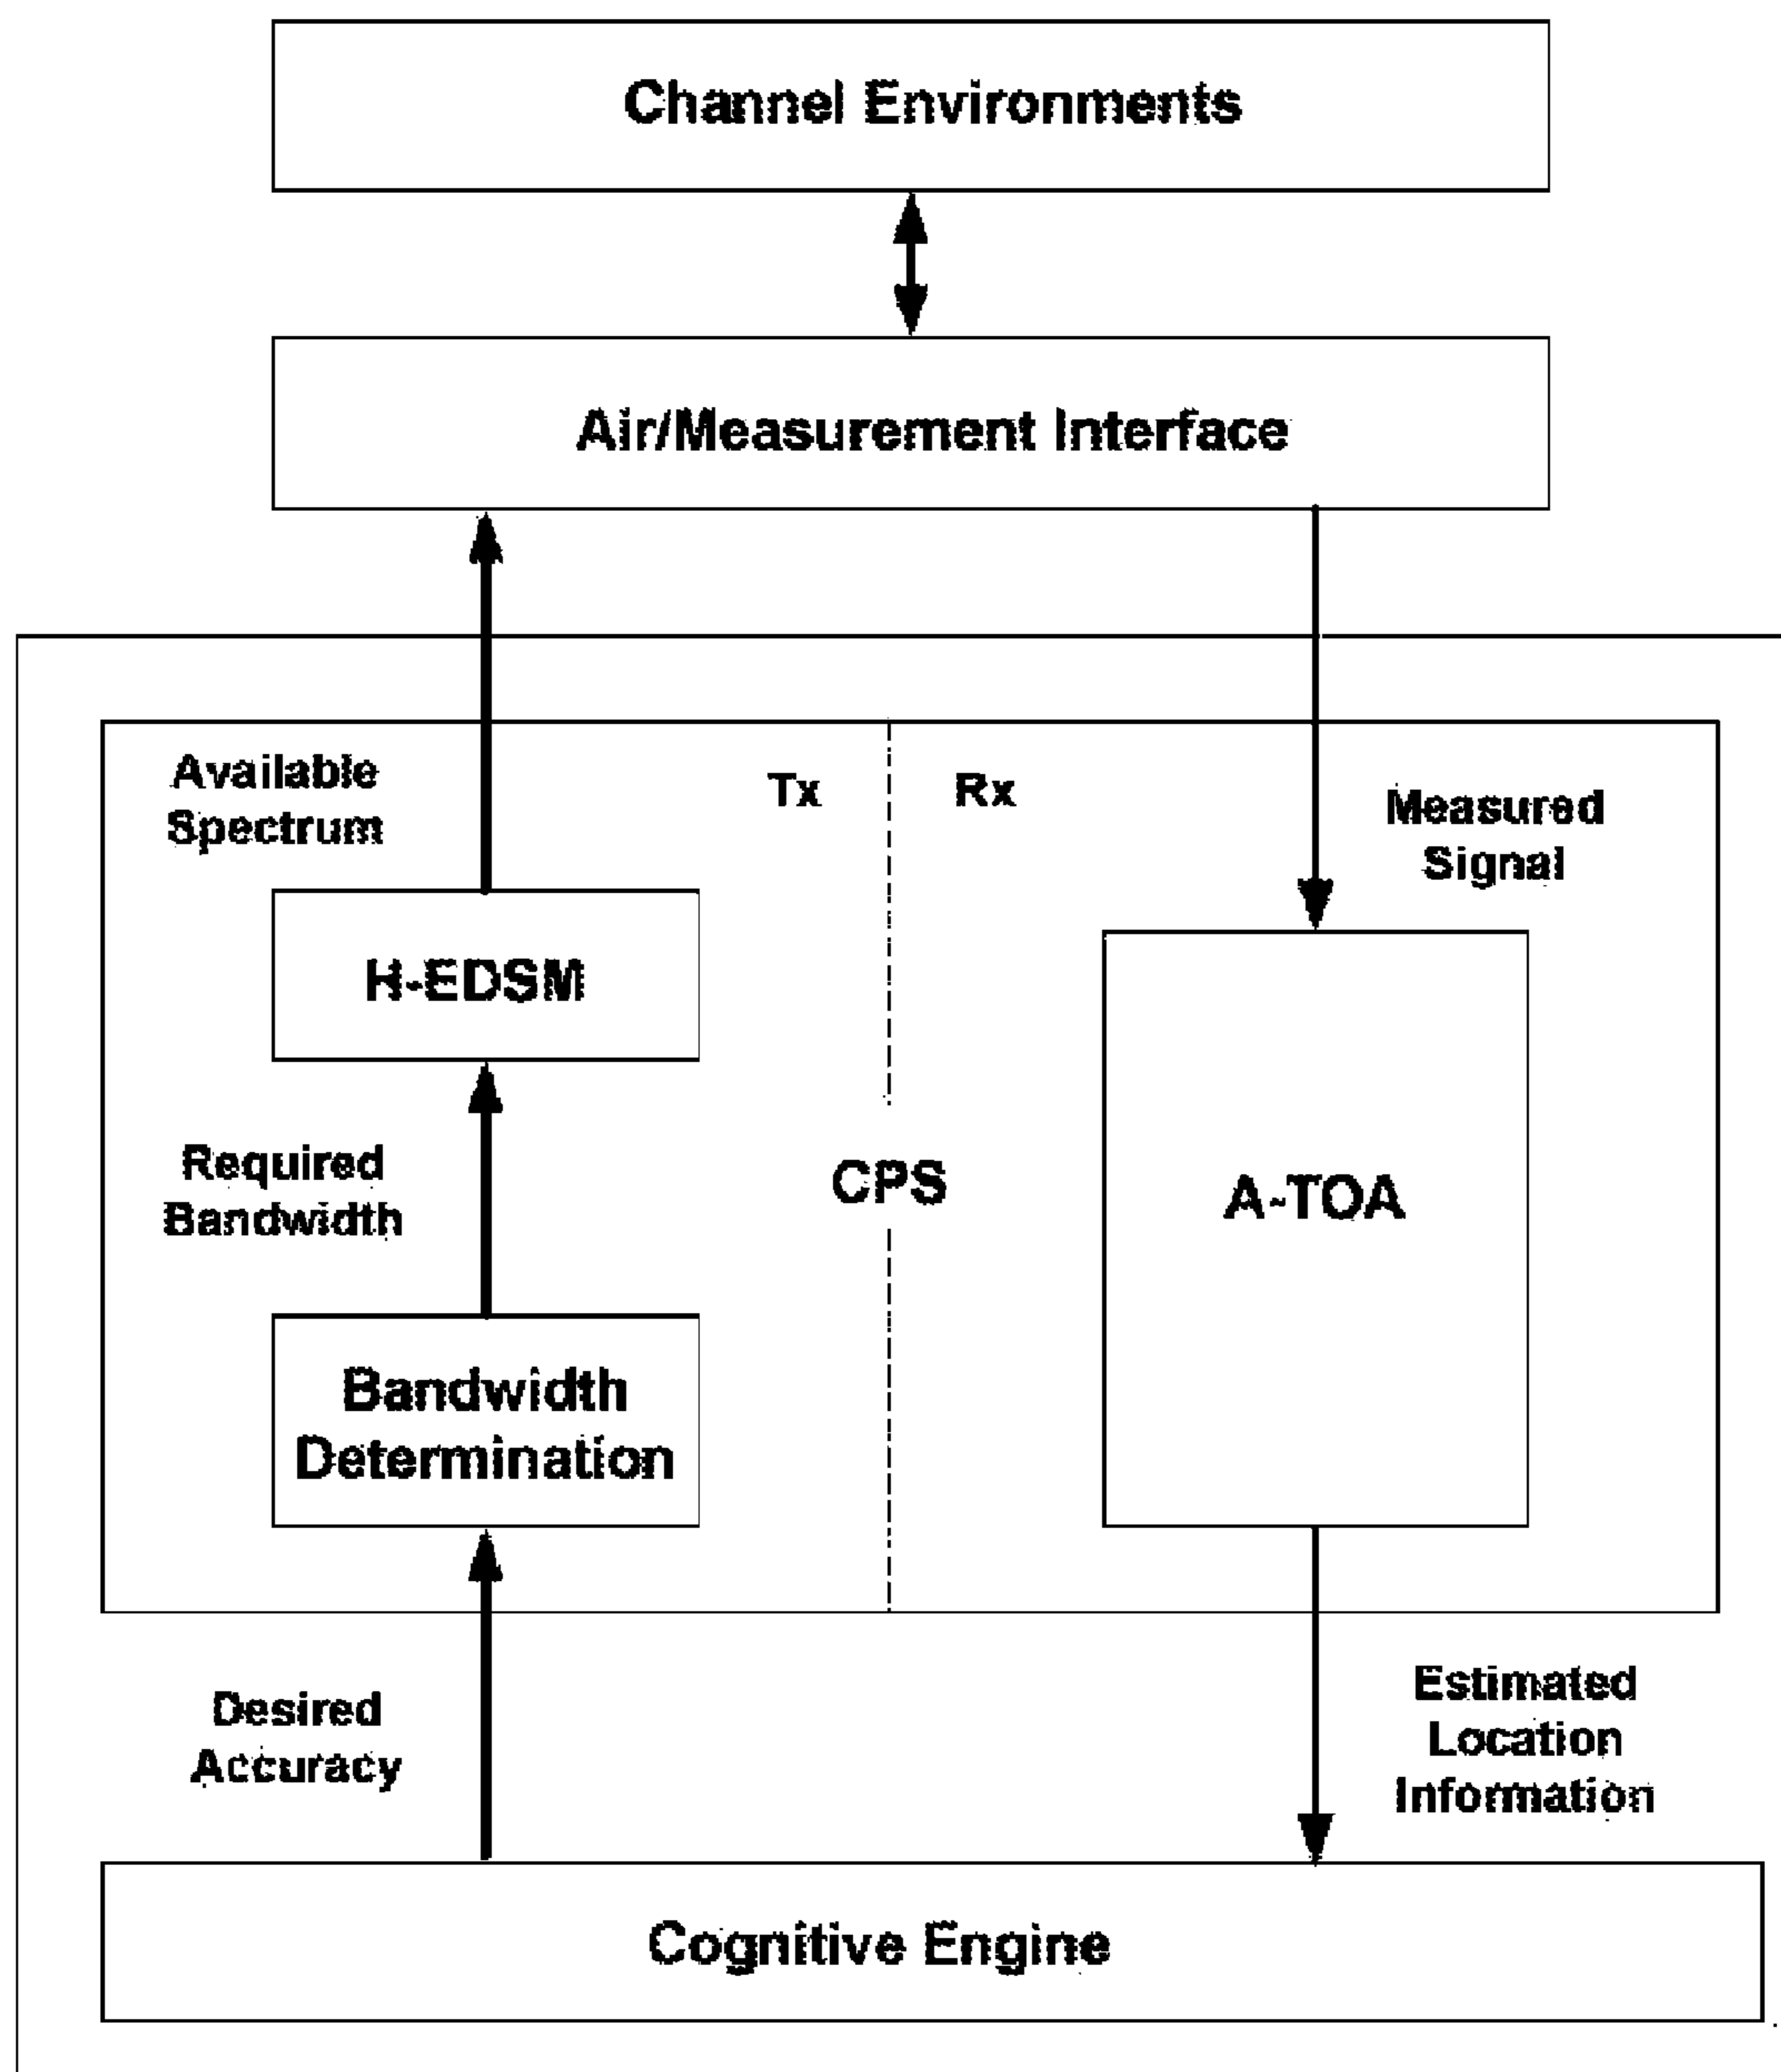 Channel Environments
Air/Measurement Interface
Available
Spectrum
Tx
Rx
Measured
Signal
H-EDSM
Required
Bandwidth
CPS
A-TOA
Bandwidth
Determination
Desired
Accuracy
Estimated
Location
Information
Cognitive Engine